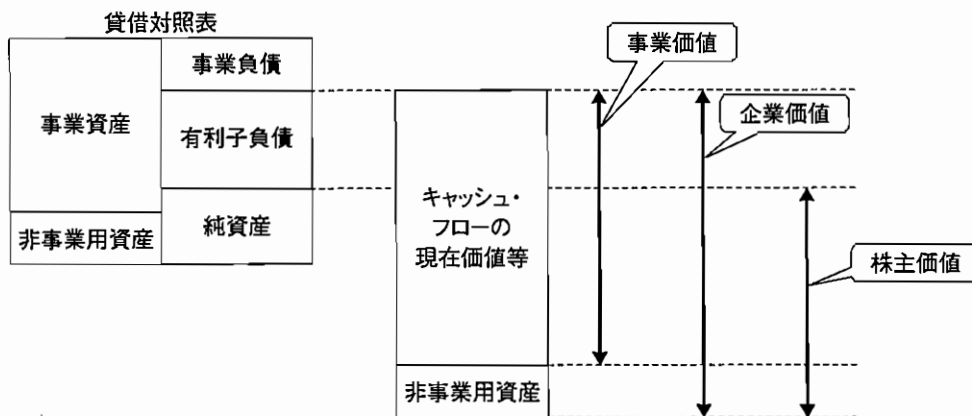 貸借対照表
事業資産
非事業用資産
事業負債
有利子負債
純資産
キャッシュ・
フローの
現在価値等
非事業用資産
事業価値
企業価値
株主価値